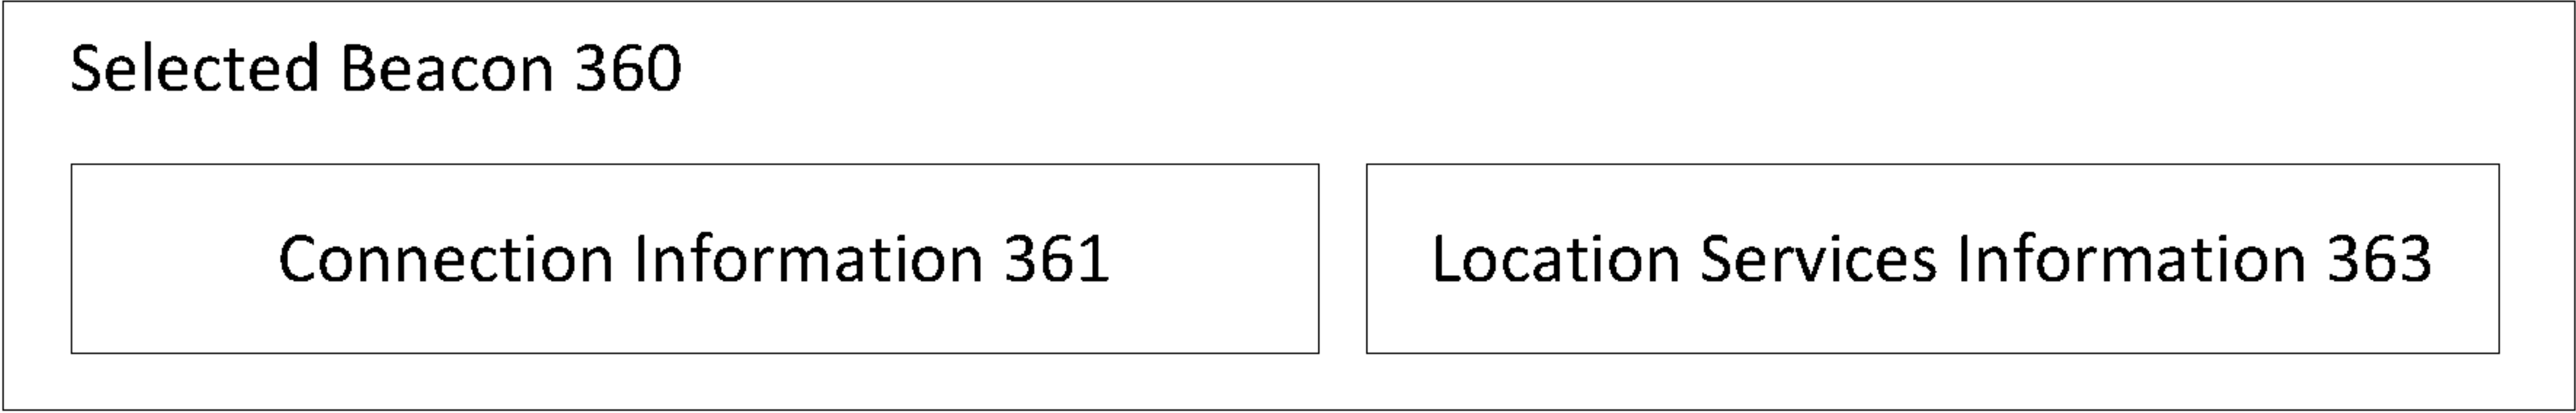 Selected Beacon 360
Connection Information 361
Location Services Information 363